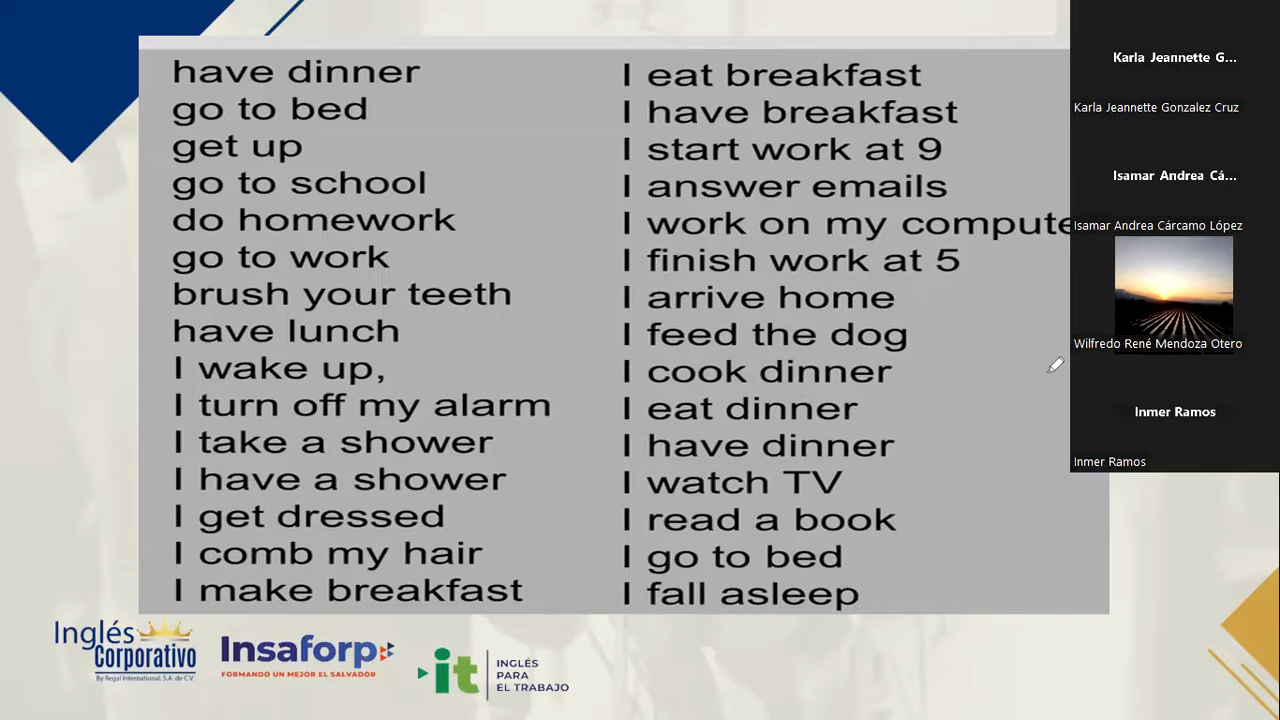 have dinner
go to bed
get up
go to school
do homework
go to work
brush your teeth
have lunch
I wake up,
I turn off my alarm
I take a shower
I have a shower
I get dressed
I comb my hair
I make breakfast
I eat breakfast
I have breakfast
I start work at 9
I answer emails
I work on my compute
I finish work at 5
I arrive home
I feed the dog
I cook dinner
I eat dinner
I have dinner
I watch TV
I read a book
I go to bed
I fall asleep
Karla Jeannette G...
Karla Jeannette Gonzalez Cruz
Isamar Andrea Cá...
Isamar Andrea Cárcamo López
Wilfredo René Mendoza Otero
Inmer Ramos
Inmer Ramos
Inglés
Corporativo
By Regal International, S.A. de C.V.
Insaforp
FORMANDO UN MEJOR EL SALVADOR
it
INGLÉS
PARA
EL TRABAJO